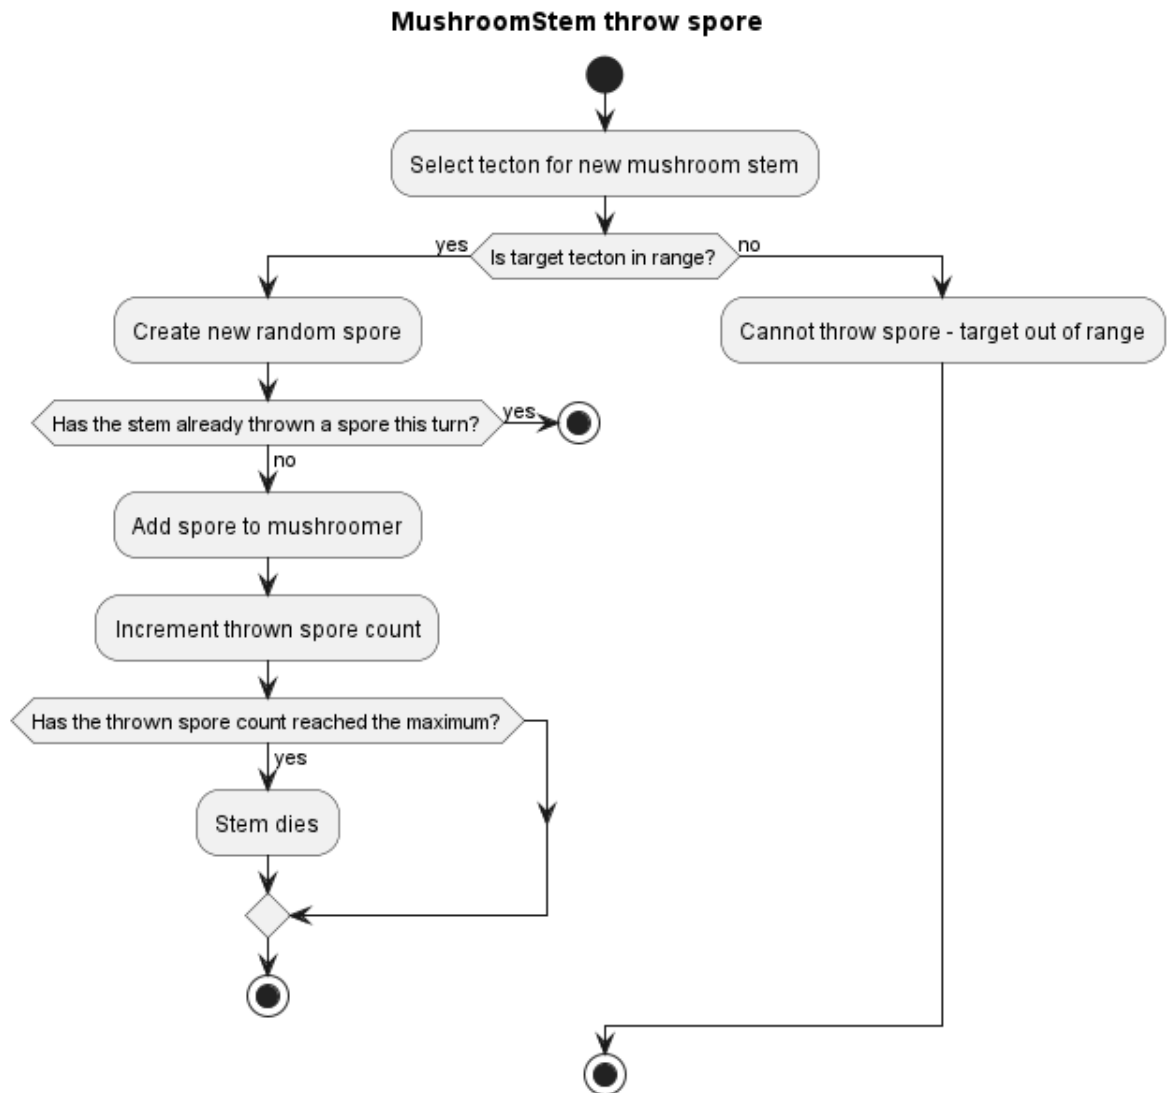 MushroomStem throw spore
Select tecton for new mushroom stem
yes
Is target tecton in range?
no
Create new random spore
Cannot throw spore - target out of range
Has the stem already thrown a spore this turn?
yes
no
Add spore to mushroomer
Increment thrown spore count
Has the thrown spore count reached the maximum?
yes
Stem dies